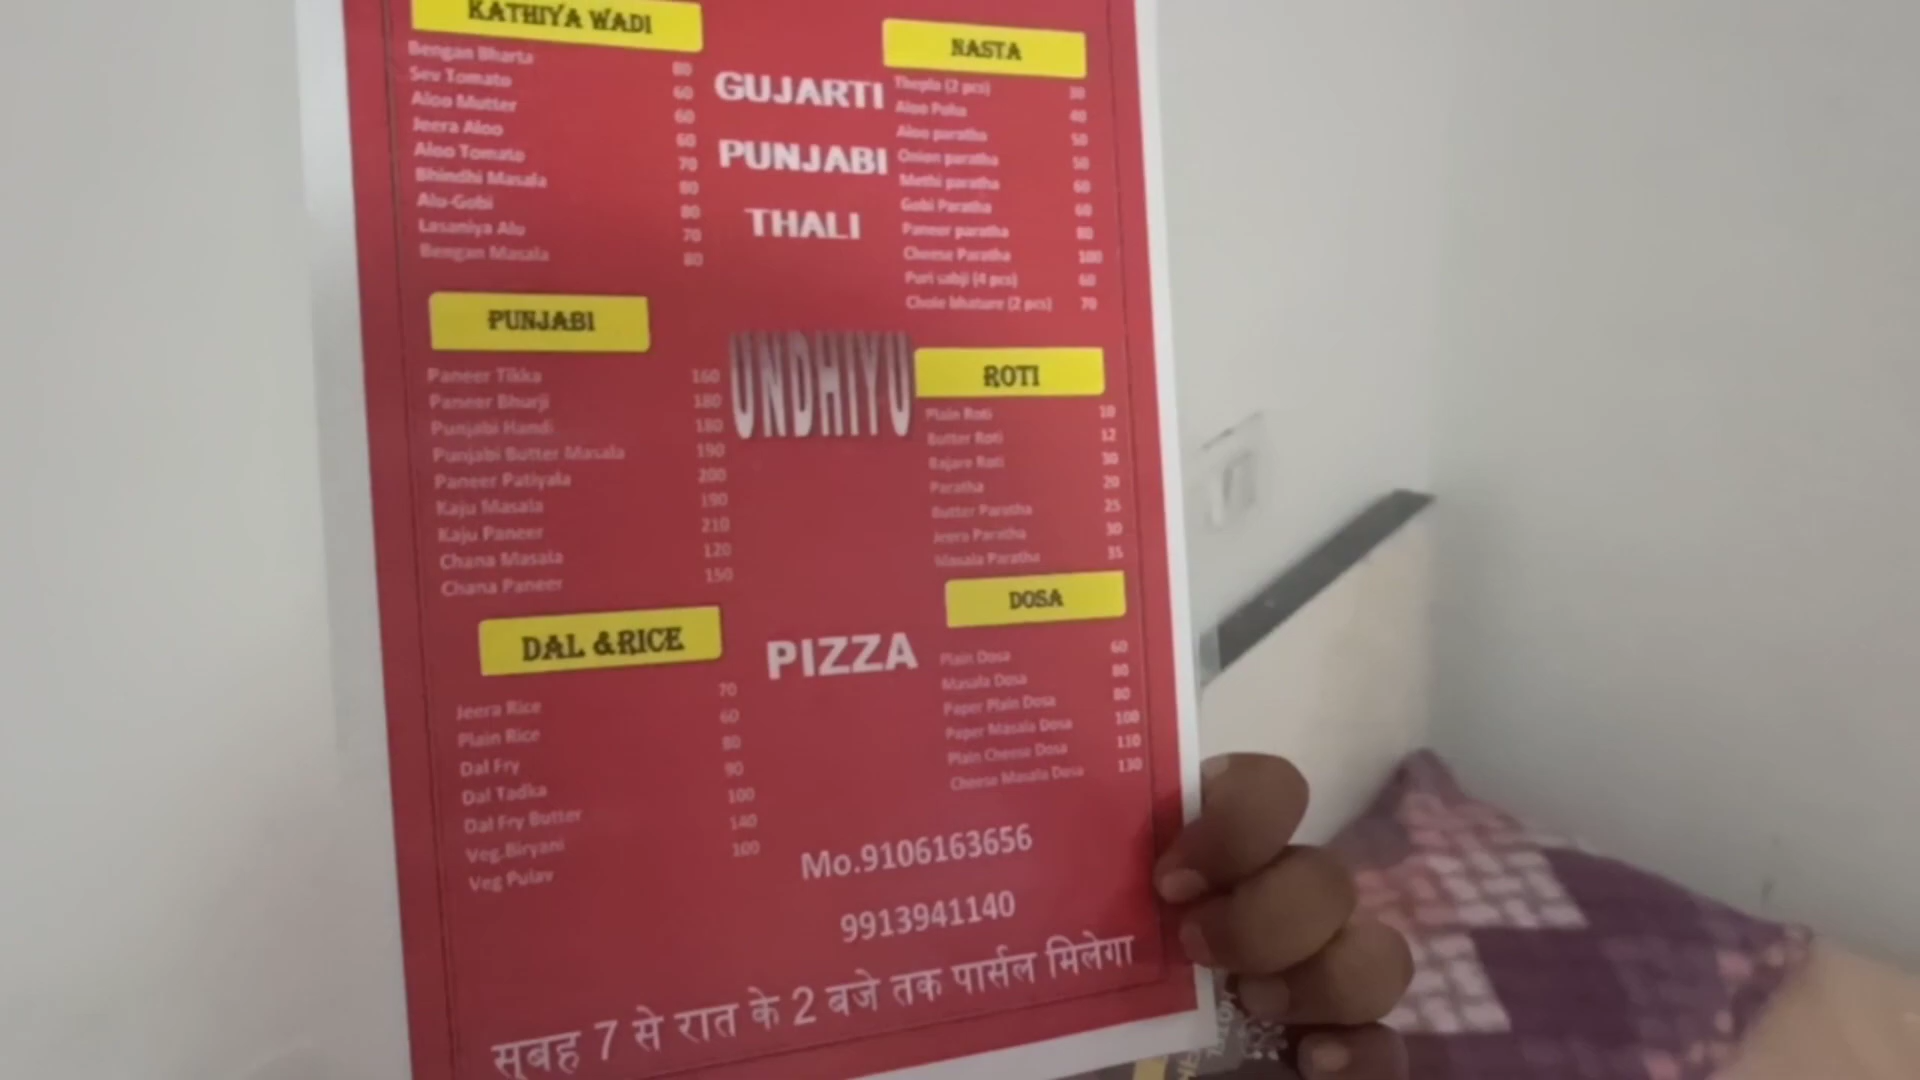 KATHIYA WADI
Bengan Bharta 80
Sev Tomato 60
Aloo Mutter 60
Jeera Aloo 60
Aloo Tomato 70
Bhindhi Masala 80
Alu-Gobi 80
Lasaniya Alu 70
Bengan Masala 80
PUNJABI
Paneer Tikka 160
Paneer Bhurji 180
Punjabi Handi 180
Punjabi Butter Masala 190
Paneer Patiyala 200
Kaju Masala 190
Kaju Paneer 210
Chana Masala 120
Chana Paneer 150
DAL &RICE
Jeera Rice 70
Plain Rice 60
Dal Fry 80
Dal Tadka 90
Dal Fry Butter 100
Veg.Biryani 140
Veg Pulav 100
GUJARTI
PUNJABI
THALI
UNDHIYU
PIZZA
NASTA
Thepla (2 pcs) 30
Aloo Poha 40
Aloo paratha 50
Onion paratha 50
Methi paratha 60
Gobi Paratha 60
Paneer paratha 80
Cheese Paratha 100
Puri sabji (4 pcs) 60
Chole bhature (2 pcs) 70
ROTI
Plain Roti 10
Butter Roti 12
Bajaro Roti 30
Paratha 20
Butter Paratha 25
Jeera Paratha 30
Masala Paratha 35
DOSA
Plain Dosa 60
Masala Dosa 80
Paper Plain Dosa 80
Paper Masala Dosa 100
Plain Cheese Dosa 110
Cheese Masala Dosa 130
Mo.9106163656
9913941140
सुबह 7 से रात के 2 बजे तक पार्सल मिलेगा